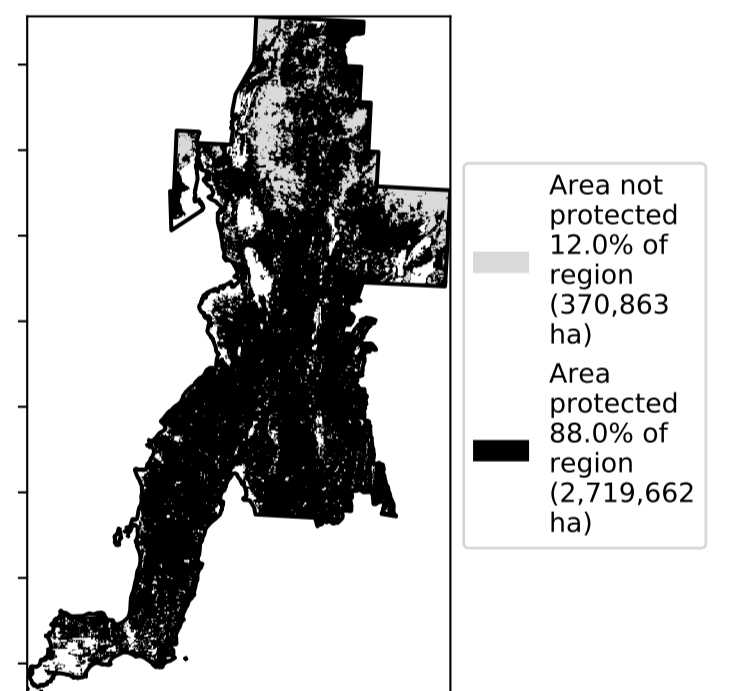 Area not
protected
12.0% of
region
(370,863
ha)
Area
protected
88.0% of
region
(2,719,662
ha)